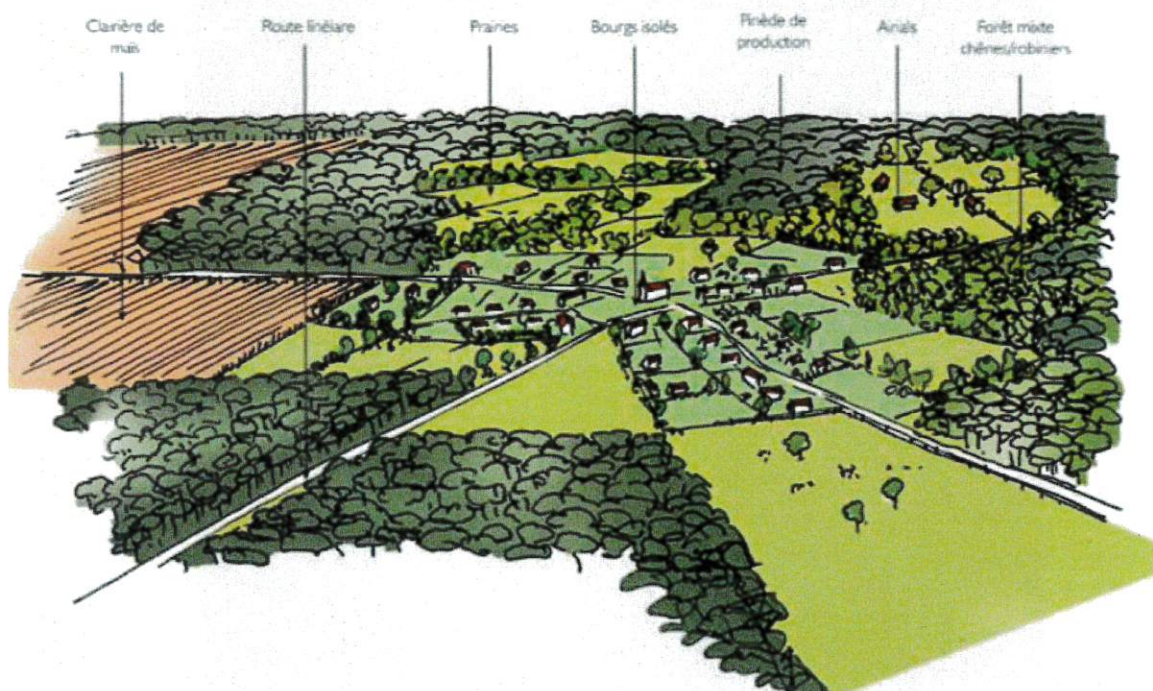 Clairière de
maïs
Route linéaire
Prairies
Bourgs isolés
Pinède de
production
Airials
Forêt mixte
chênes/robiniers